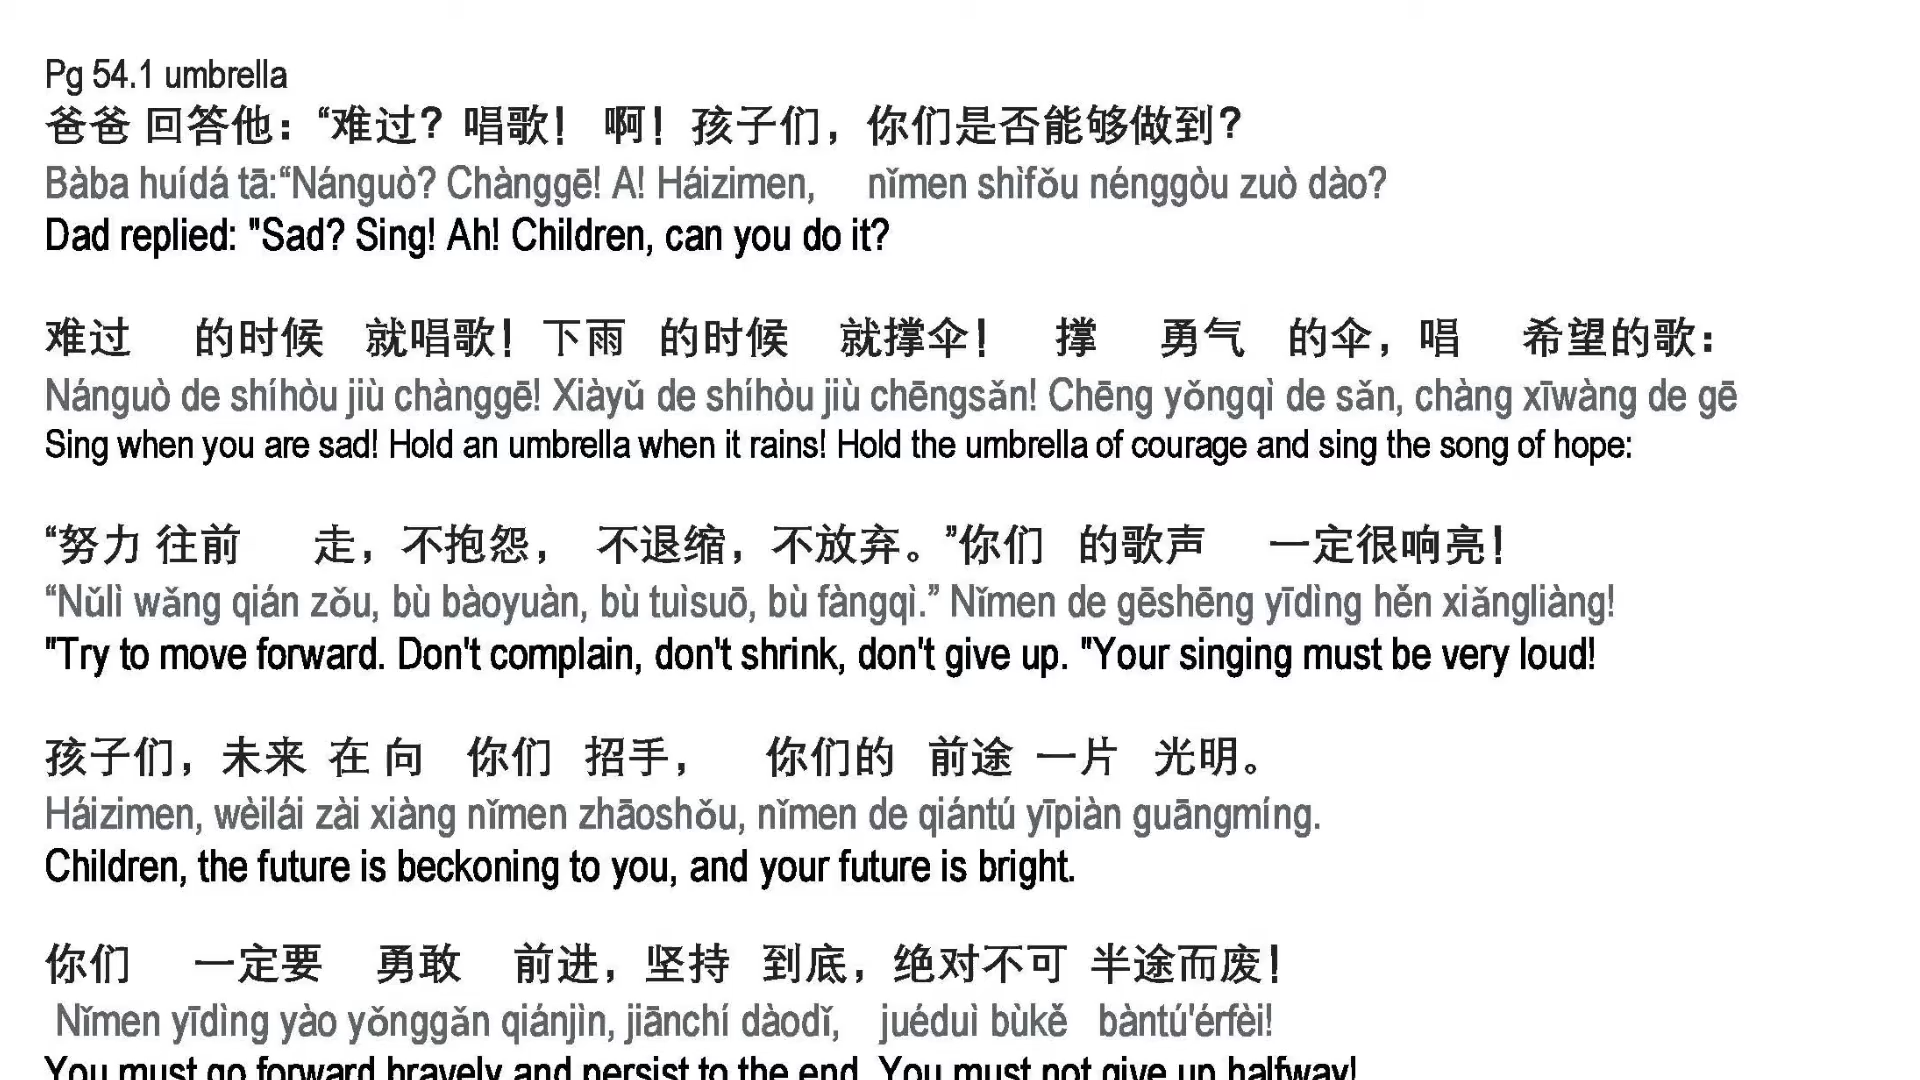 Pg 54.1 umbrella
爸爸 回答他：“难过？唱歌！ 啊！孩子们，你们是否能够做到？
Bàba huídá tā:“Nánguò? Chànggē! A! Háizimen, nǐmen shìfǒu nénggòu zuò dào?
Dad replied: "Sad? Sing! Ah! Children, can you do it?
难过 的时候 就唱歌！下雨 的时候 就撑伞！ 撑 勇气 的伞，唱 希望的歌：
Nánguò de shíhòu jiù chànggē! Xiàyǔ de shíhòu jiù chēngsǎn! Chēng yǒngqì de sǎn, chàng xīwàng de gē
Sing when you are sad! Hold an umbrella when it rains! Hold the umbrella of courage and sing the song of hope:
“努力 往前 走，不抱怨， 不退缩，不放弃。”你们 的歌声 一定很响亮！
“Nǔlì wǎng qián zǒu, bù bàoyuàn, bù tuìsuō, bù fàngqì.” Nǐmen de gēshēng yīdìng hěn xiǎngliàng!
"Try to move forward. Don't complain, don't shrink, don't give up. "Your singing must be very loud!
孩子们，未来 在 向 你们 招手， 你们的 前途 一片 光明。
Háizimen, wèilái zài xiàng nǐmen zhāoshǒu, nǐmen de qiántú yīpiàn guāngmíng.
Children, the future is beckoning to you, and your future is bright.
你们 一定要 勇敢 前进，坚持 到底，绝对不可 半途而废！
Nǐmen yīdìng yào yǒnggǎn qiánjìn, jiānchí dàodǐ, juéduì bùkě bàntú'érfèi!
You must go forward bravely and persist to the end. You must not give up halfway!